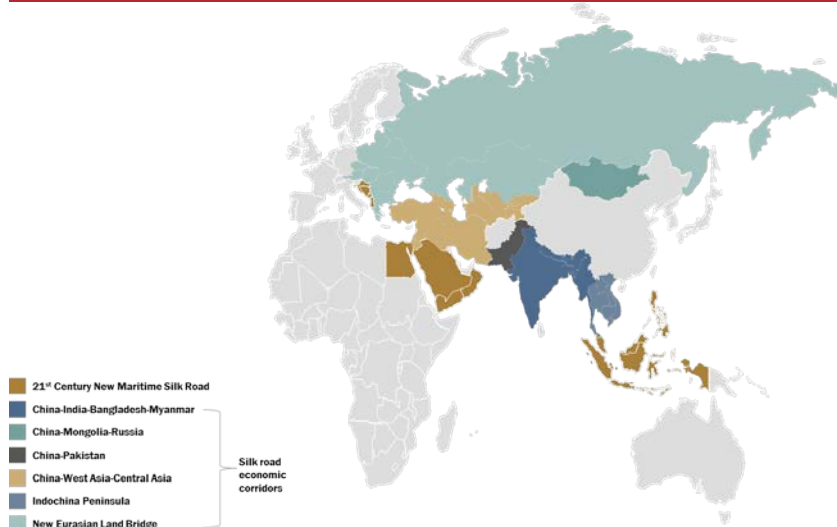 21st Century New Maritime Silk Road
China-India-Bangladesh-Myanmar
China-Mongolia-Russia
China-Pakistan
China-West Asia-Central Asia
Indochina Peninsula
New Eurasian Land Bridge
Silk road
economic
corridors